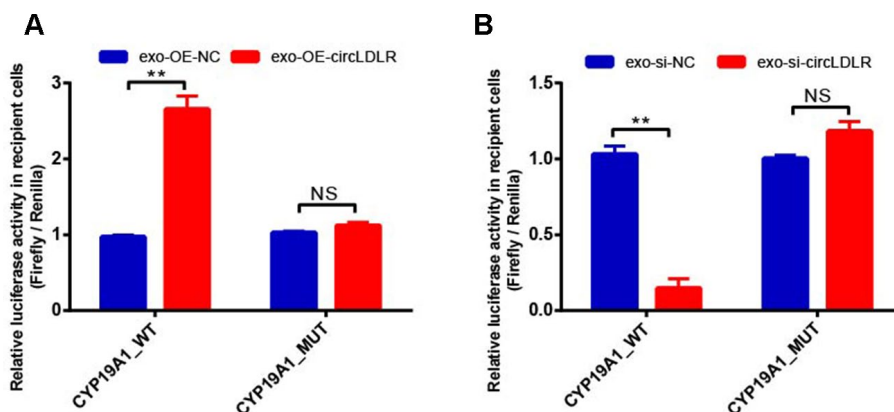 A
exo-OE-NC exo-OE-circLDLR
Relative luciferase activity in recipient cells
(Firefly / Renilla)
3
2
1
0
**
NS
CYP19A1_WT
CYP19A1_MUT
B
exo-si-NC exo-si-circLDLR
Relative luciferase activity in recipient cells
(Firefly / Renilla)
1.5
1.0
0.5
0.0
**
NS
CYP19A1_WT
CYP19A1_MUT